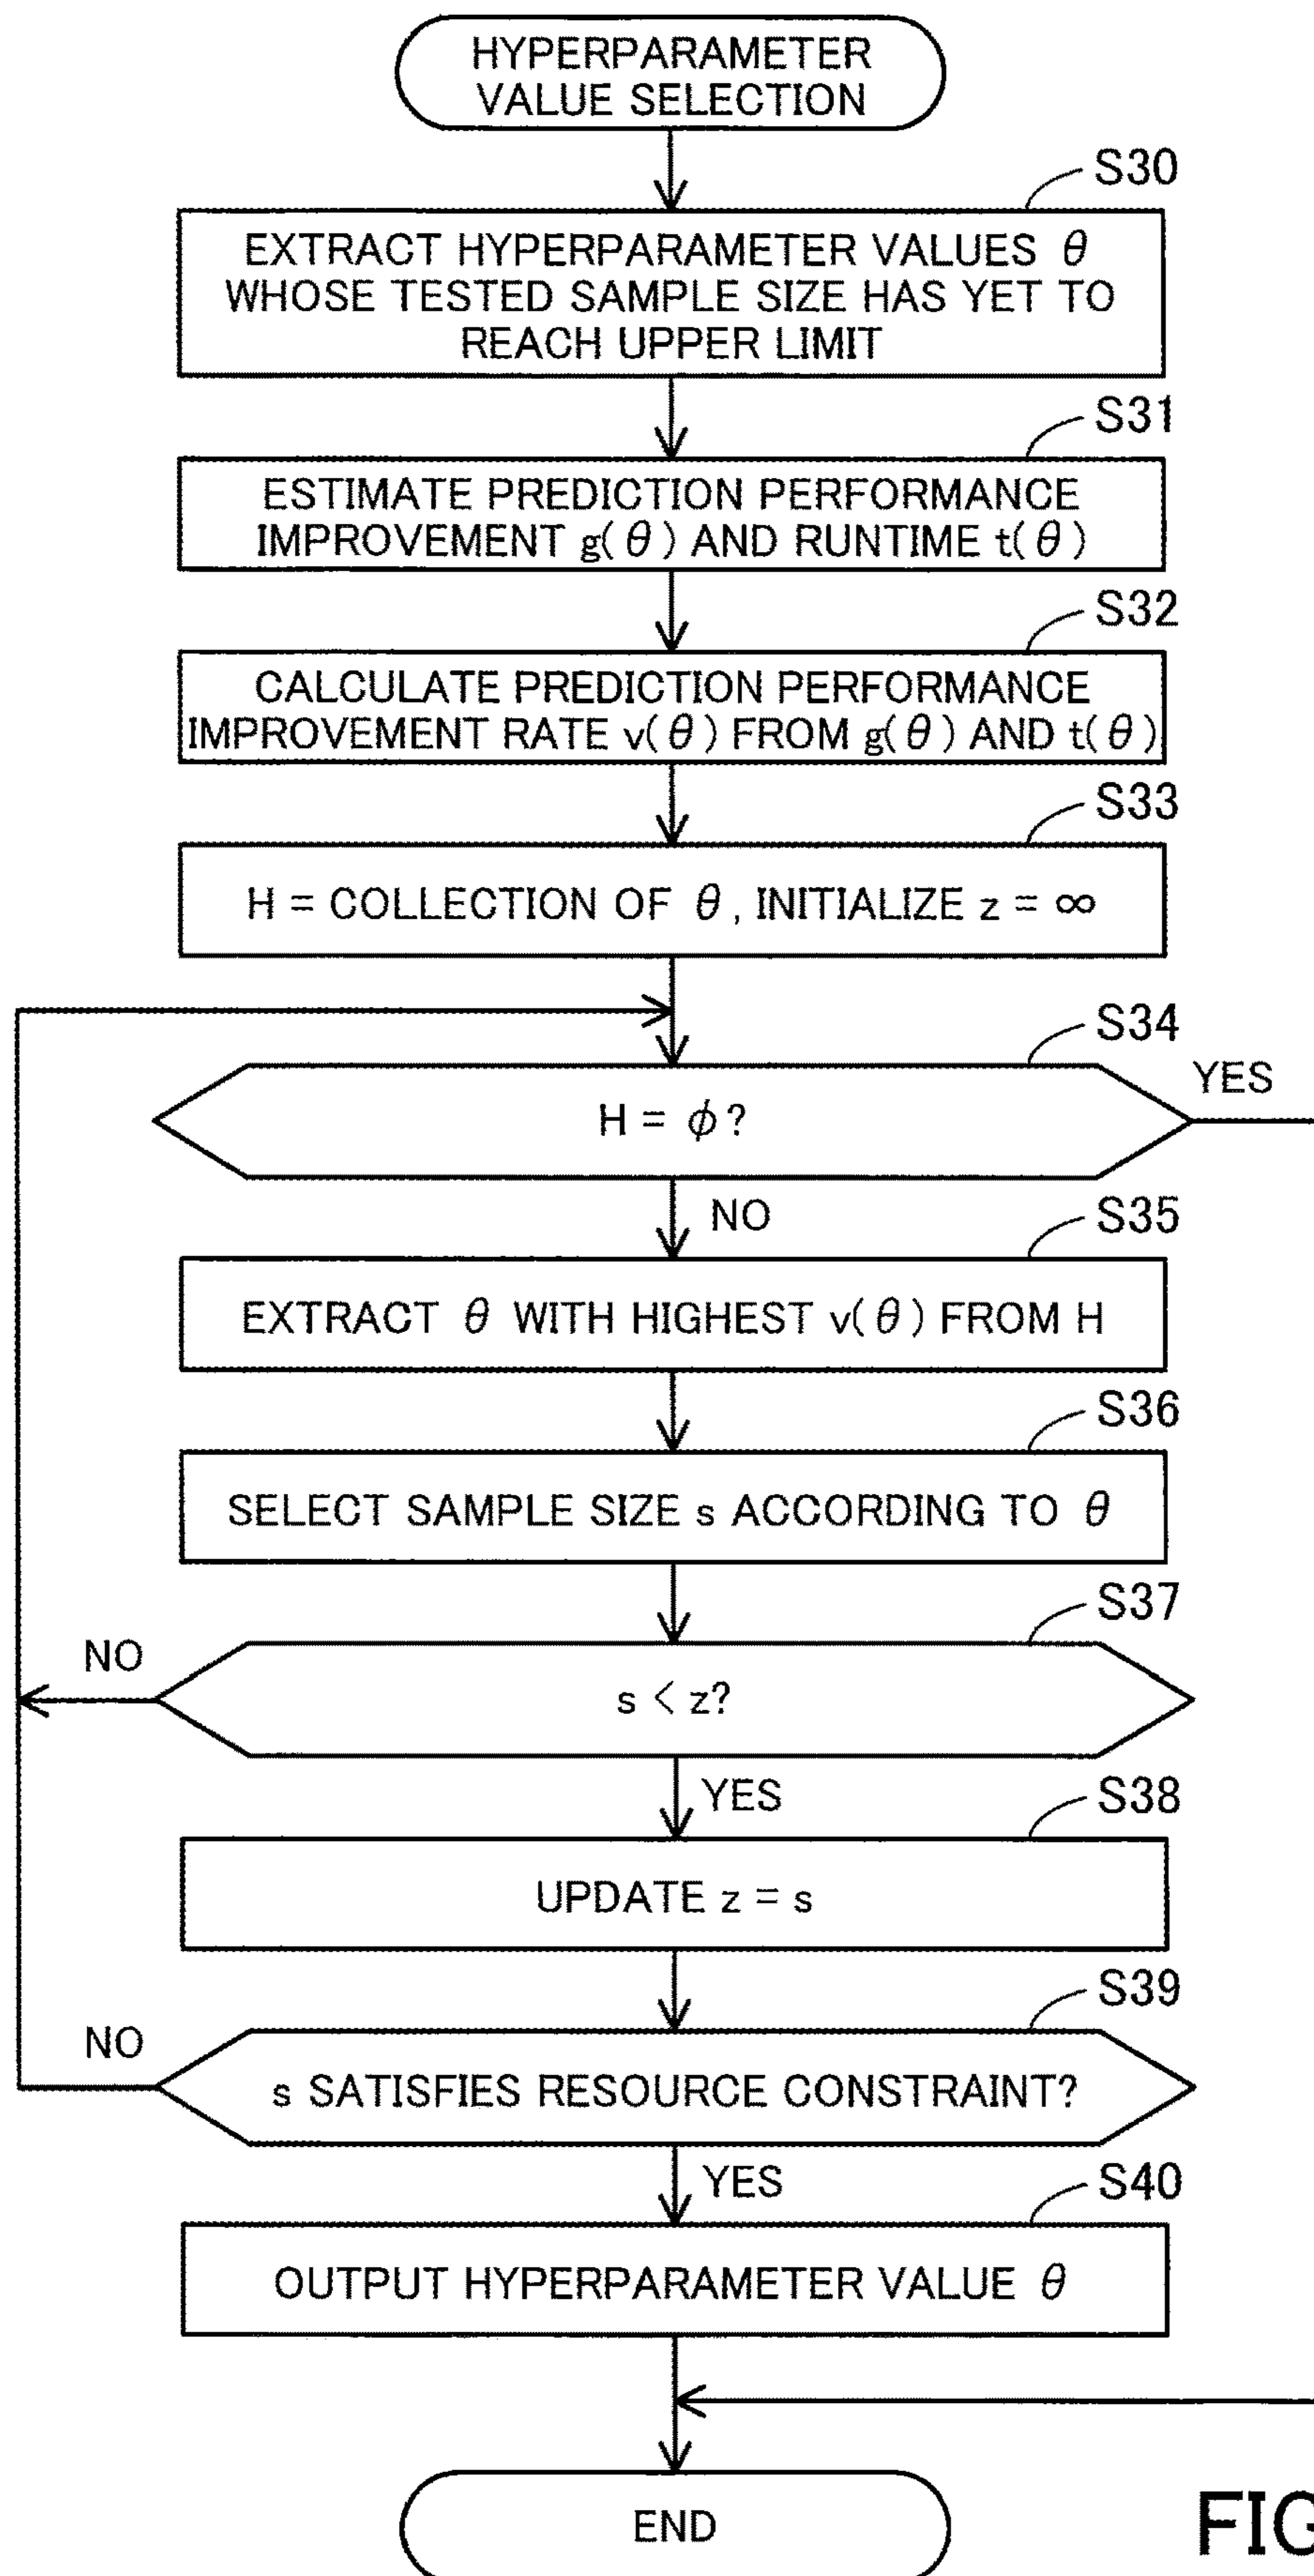 HYPERPARAMETER
VALUE SELECTION
S30
EXTRACT HYPERPARAMETER VALUES θ
WHOSE TESTED SAMPLE SIZE HAS YET TO
REACH UPPER LIMIT
S31
ESTIMATE PREDICTION PERFORMANCE
IMPROVEMENT g(θ) AND RUNTIME t(θ)
S32
CALCULATE PREDICTION PERFORMANCE
IMPROVEMENT RATE v(θ) FROM g(θ) AND t(θ)
S33
H = COLLECTION OF θ, INITIALIZE z = ∞
S34
YES
H = φ?
NO
S35
EXTRACT θ WITH HIGHEST v(θ) FROM H
S36
SELECT SAMPLE SIZE s ACCORDING TO θ
S37
NO
s < z?
YES
S38
UPDATE z = s
S39
NO
s SATISFIES RESOURCE CONSTRAINT?
YES
S40
OUTPUT HYPERPARAMETER VALUE θ
END
FIG